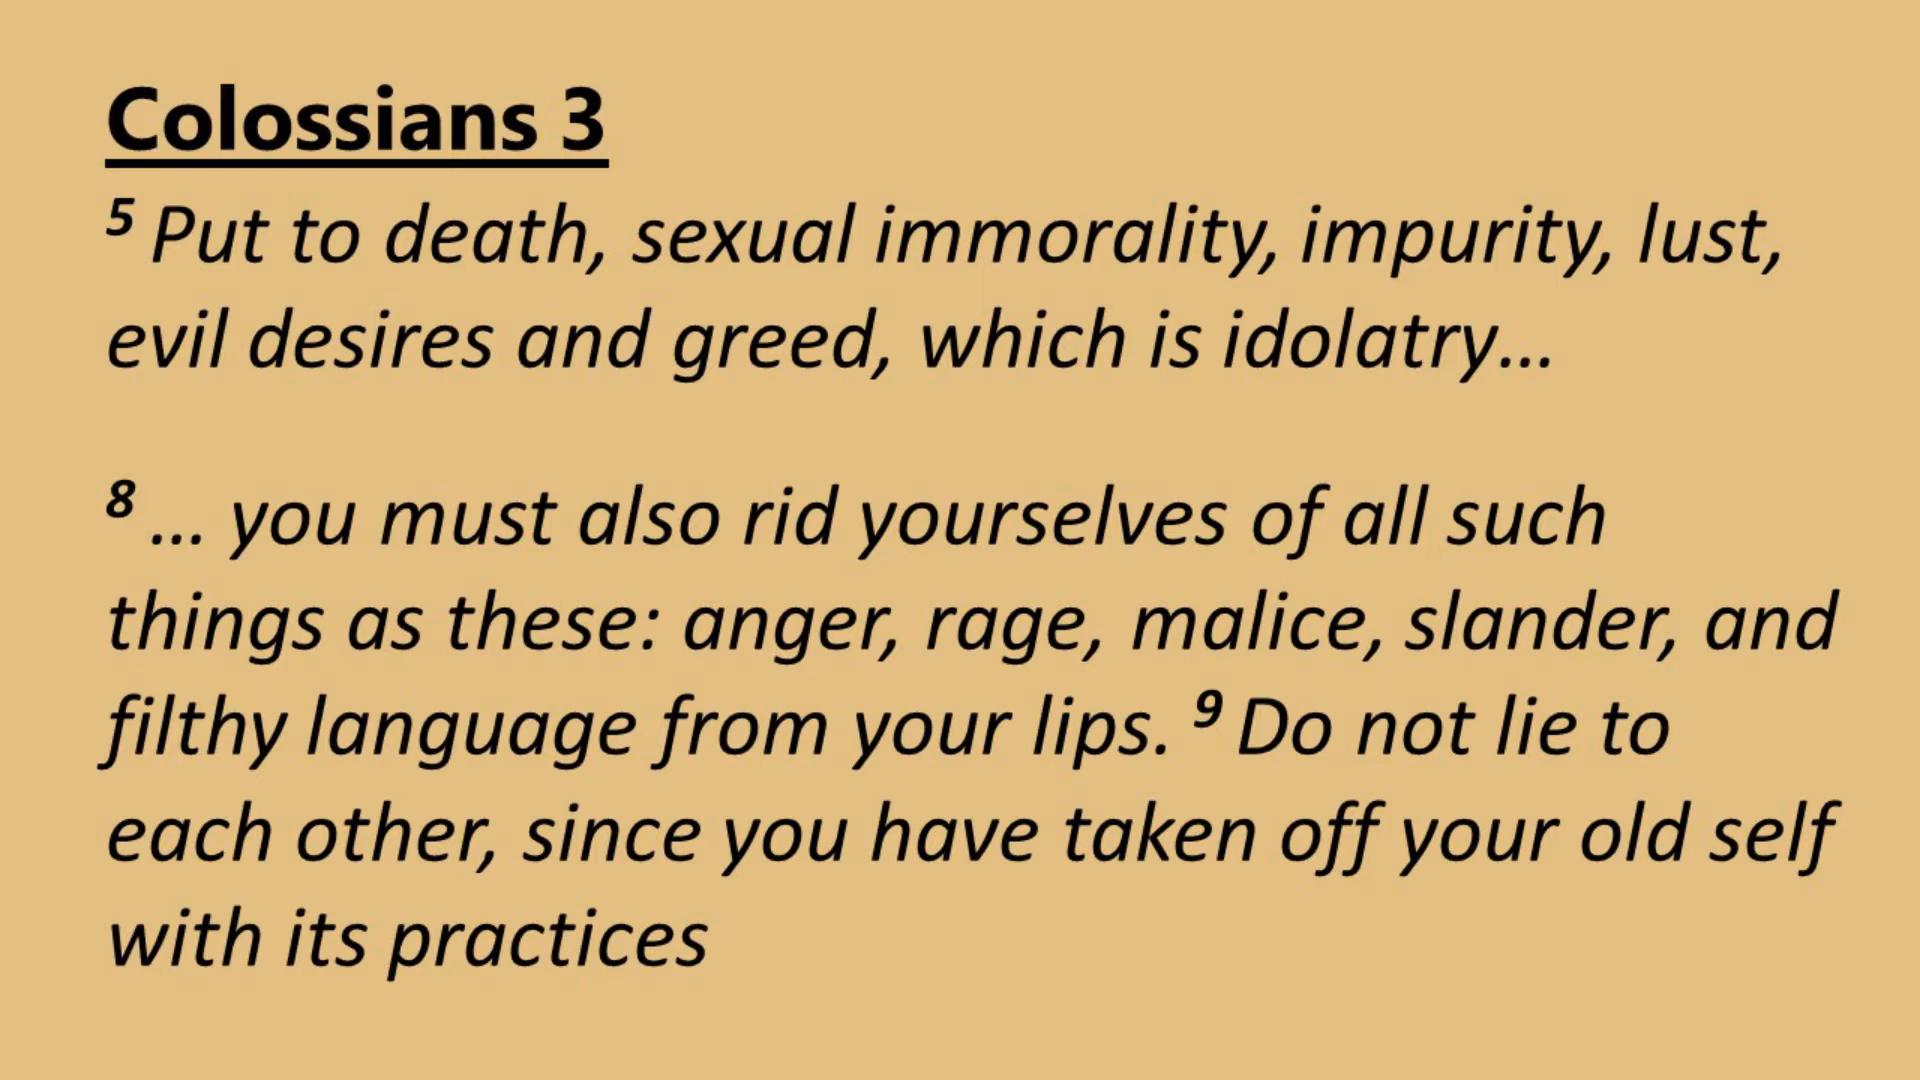 Colossians 3
5 Put to death, sexual immorality, impurity, lust,
evil desires and greed, which is idolatry...
8 ... you must also rid yourselves of all such
things as these: anger, rage, malice, slander, and
filthy language from your lips. 9 Do not lie to
each other, since you have taken off your old self
with its practices